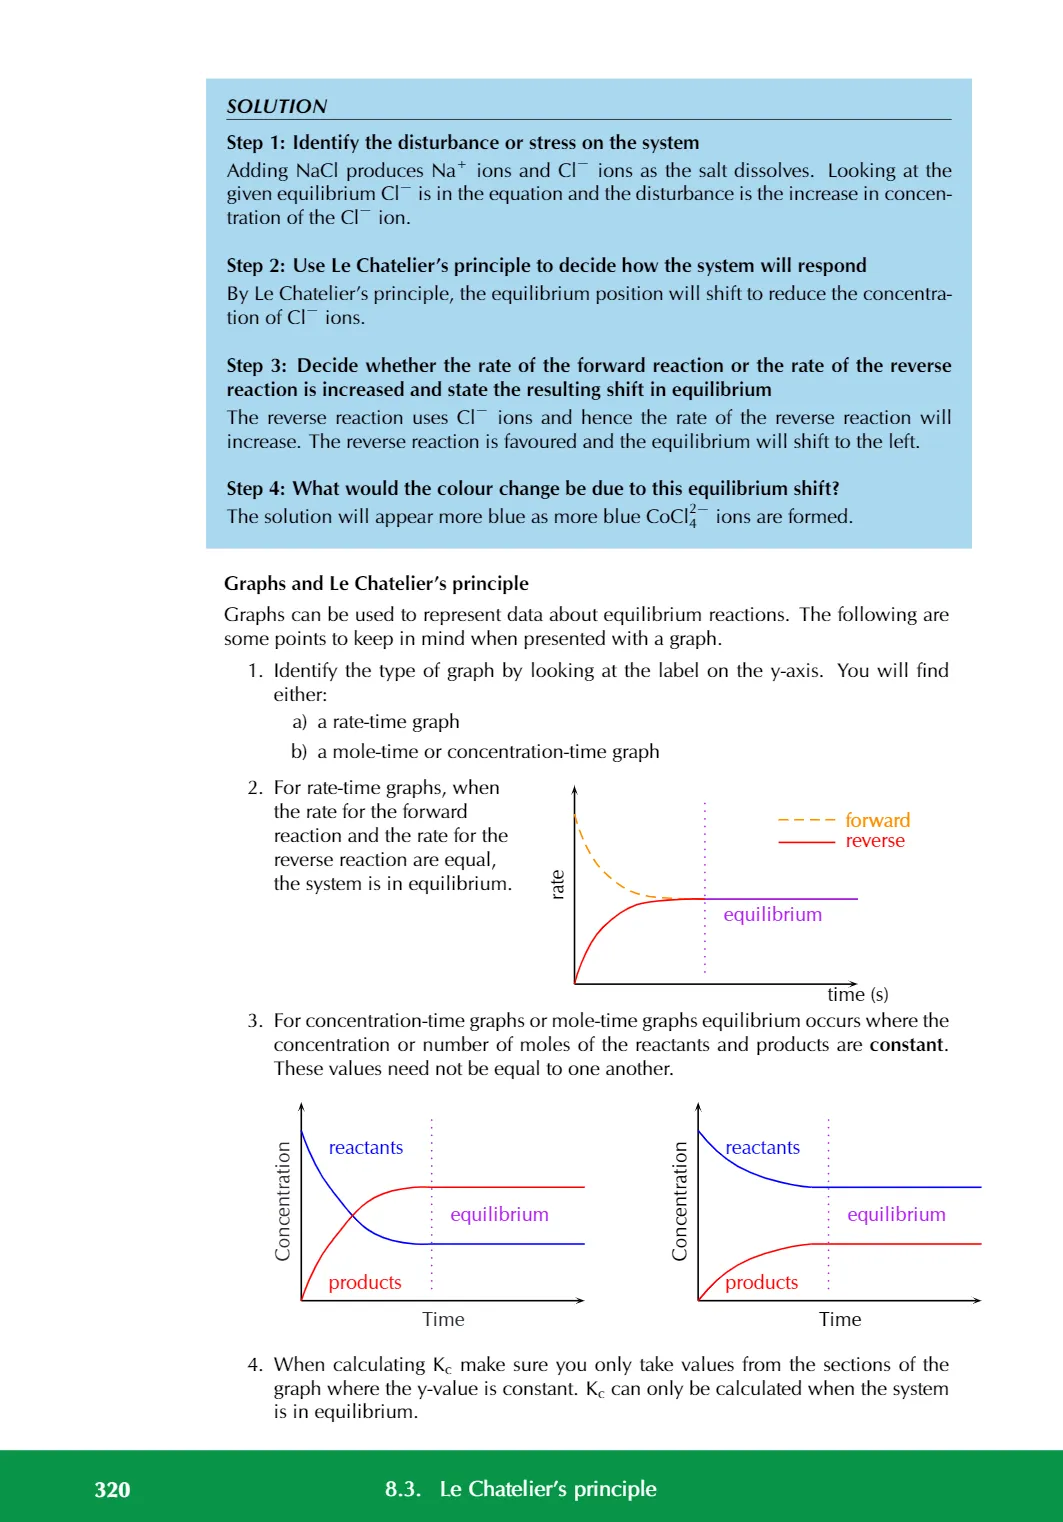 SOLUTION
Step 1: Identify the disturbance or stress on the system
Adding NaCl produces Na⁺ ions and Cl⁻ ions as the salt dissolves. Looking at the
given equilibrium Cl⁻ is in the equation and the disturbance is the increase in concen-
tration of the Cl⁻ ion.
Step 2: Use Le Chatelier's principle to decide how the system will respond
By Le Chatelier's principle, the equilibrium position will shift to reduce the concentra-
tion of Cl⁻ ions.
Step 3: Decide whether the rate of the forward reaction or the rate of the reverse
reaction is increased and state the resulting shift in equilibrium
The reverse reaction uses Cl⁻ ions and hence the rate of the reverse reaction will
increase. The reverse reaction is favoured and the equilibrium will shift to the left.
Step 4: What would the colour change be due to this equilibrium shift?
The solution will appear more blue as more blue CoCl₄²⁻ ions are formed.
Graphs and Le Chatelier's principle
Graphs can be used to represent data about equilibrium reactions. The following are
some points to keep in mind when presented with a graph.
1. Identify the type of graph by looking at the label on the y-axis. You will find
either:
a) a rate-time graph
b) a mole-time or concentration-time graph
2. For rate-time graphs, when
the rate for the forward
reaction and the rate for the
reverse reaction are equal,
the system is in equilibrium.
rate
forward
reverse
equilibrium
time (s)
3. For concentration-time graphs or mole-time graphs equilibrium occurs where the
concentration or number of moles of the reactants and products are constant.
These values need not be equal to one another.
Concentration
reactants
equilibrium
products
Time
Concentration
reactants
equilibrium
products
Time
4. When calculating K꜀ make sure you only take values from the sections of the
graph where the y-value is constant. K꜀ can only be calculated when the system
is in equilibrium.
320
8.3. Le Chatelier's principle